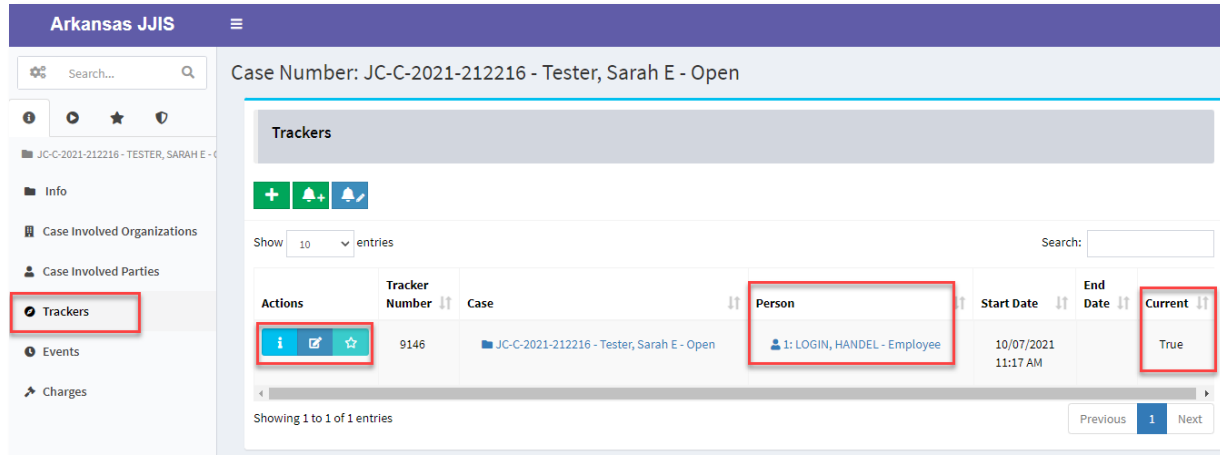 Arkansas JJIS
Search...
JC-C-2021-212216 - TESTER, SARAH E -
Info
Case Involved Organizations
Case Involved Parties
Trackers
Events
Charges
Case Number: JC-C-2021-212216 - Tester, Sarah E - Open
Trackers
Show 10 entries
Search:
Actions Tracker Number Case Person Start Date End Date Current
9146 JC-C-2021-212216 - Tester, Sarah E - Open 1: LOGIN, HANDEL - Employee 10/07/2021 11:17 AM True
Showing 1 to 1 of 1 entries
Previous 1 Next